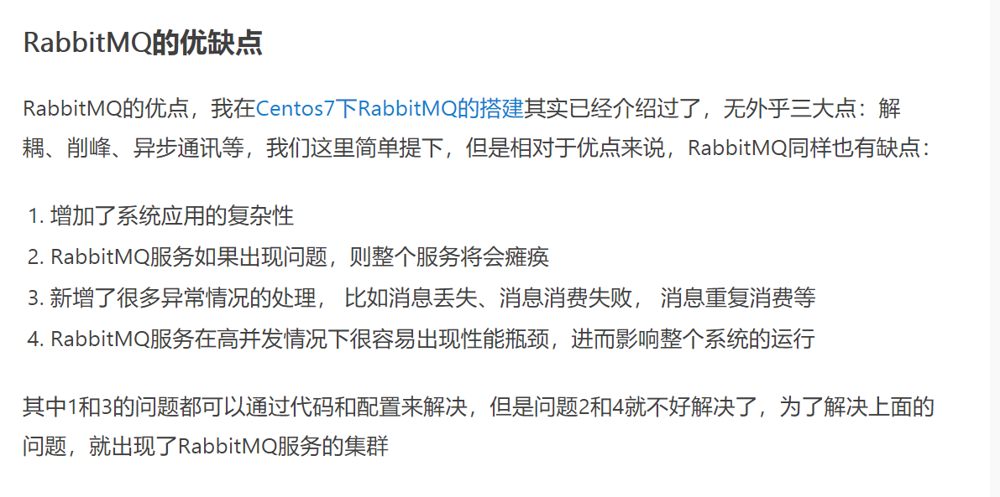 RabbitMQ的优缺点
RabbitMQ的优点，我在Centos7下RabbitMQ的搭建其实已经介绍过了，无外乎三大点：解
耦、削峰、异步通讯等，我们这里简单提下，但是相对于优点来说，RabbitMQ同样也有缺点：
1. 增加了系统应用的复杂性
2. RabbitMQ服务如果出现问题，则整个服务将会瘫痪
3. 新增了很多异常情况的处理， 比如消息丢失、消息消费失败， 消息重复消费等
4. RabbitMQ服务在高并发情况下很容易出现性能瓶颈，进而影响整个系统的运行
其中1和3的问题都可以通过代码和配置来解决，但是问题2和4就不好解决了，为了解决上面的
问题，就出现了RabbitMQ服务的集群